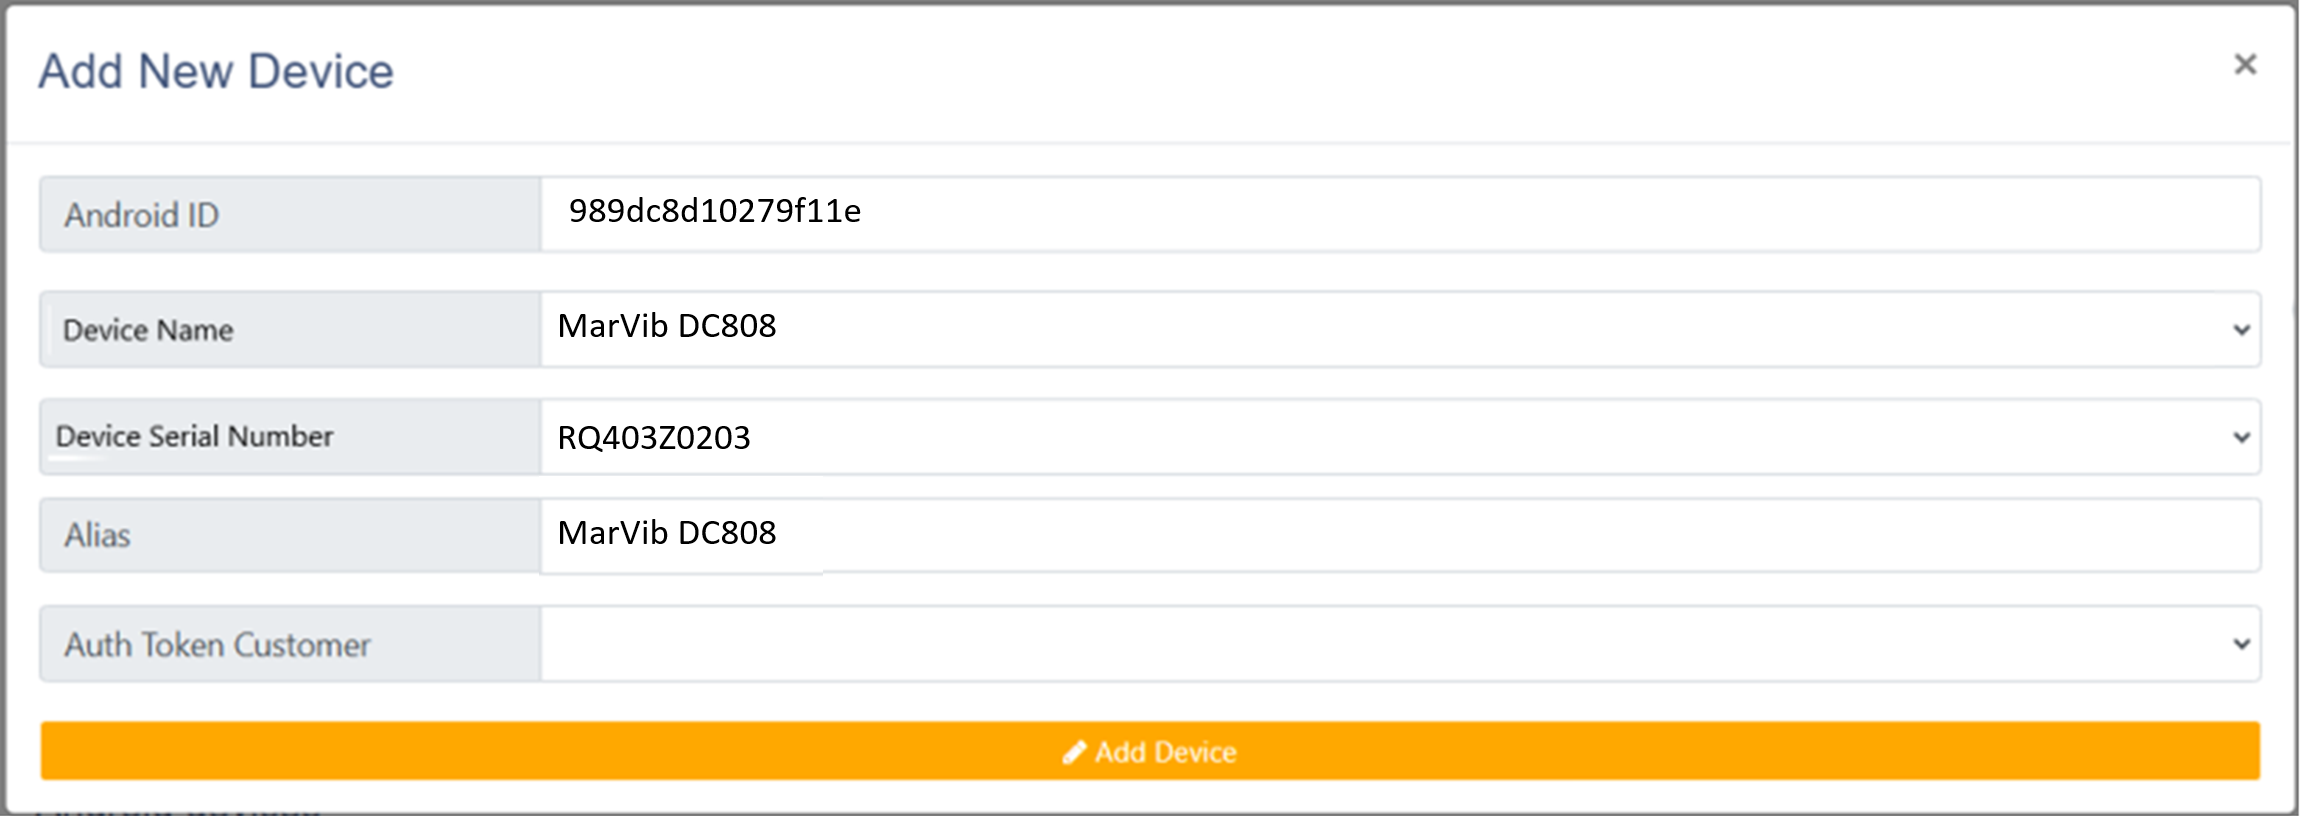 Add New Device
×
Android ID 989dc8d10279f11e
Device Name MarVib DC808
Device Serial Number RQ403Z0203
Alias MarVib DC808
Auth Token Customer
Add Device